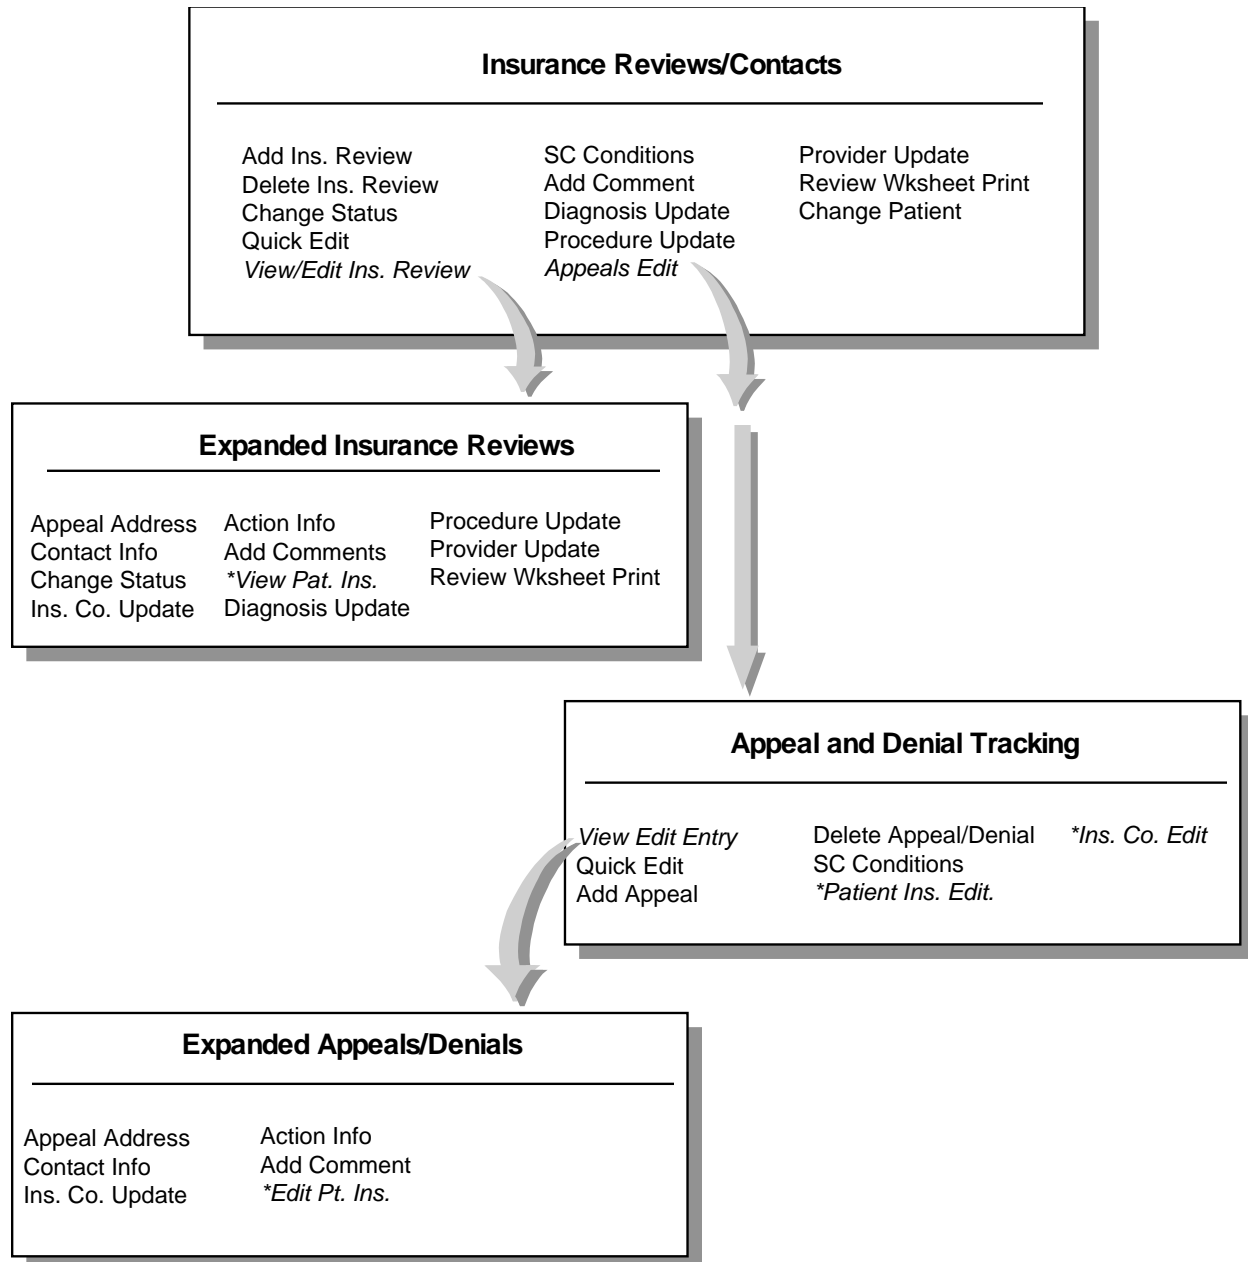 Insurance Reviews/Contacts
Add Ins. Review
Delete Ins. Review
Change Status
Quick Edit
View/Edit Ins. Review
SC Conditions
Add Comment
Diagnosis Update
Procedure Update
Appeals Edit
Provider Update
Review Wksheet Print
Change Patient
Expanded Insurance Reviews
Appeal Address
Contact Info
Change Status
Ins. Co. Update
Action Info
Add Comments
*View Pat. Ins.
Diagnosis Update
Procedure Update
Provider Update
Review Wksheet Print
Appeal and Denial Tracking
View Edit Entry
Quick Edit
Add Appeal
Delete Appeal/Denial
SC Conditions
*Patient Ins. Edit.
*Ins. Co. Edit
Expanded Appeals/Denials
Appeal Address
Contact Info
Ins. Co. Update
Action Info
Add Comment
*Edit Pt. Ins.